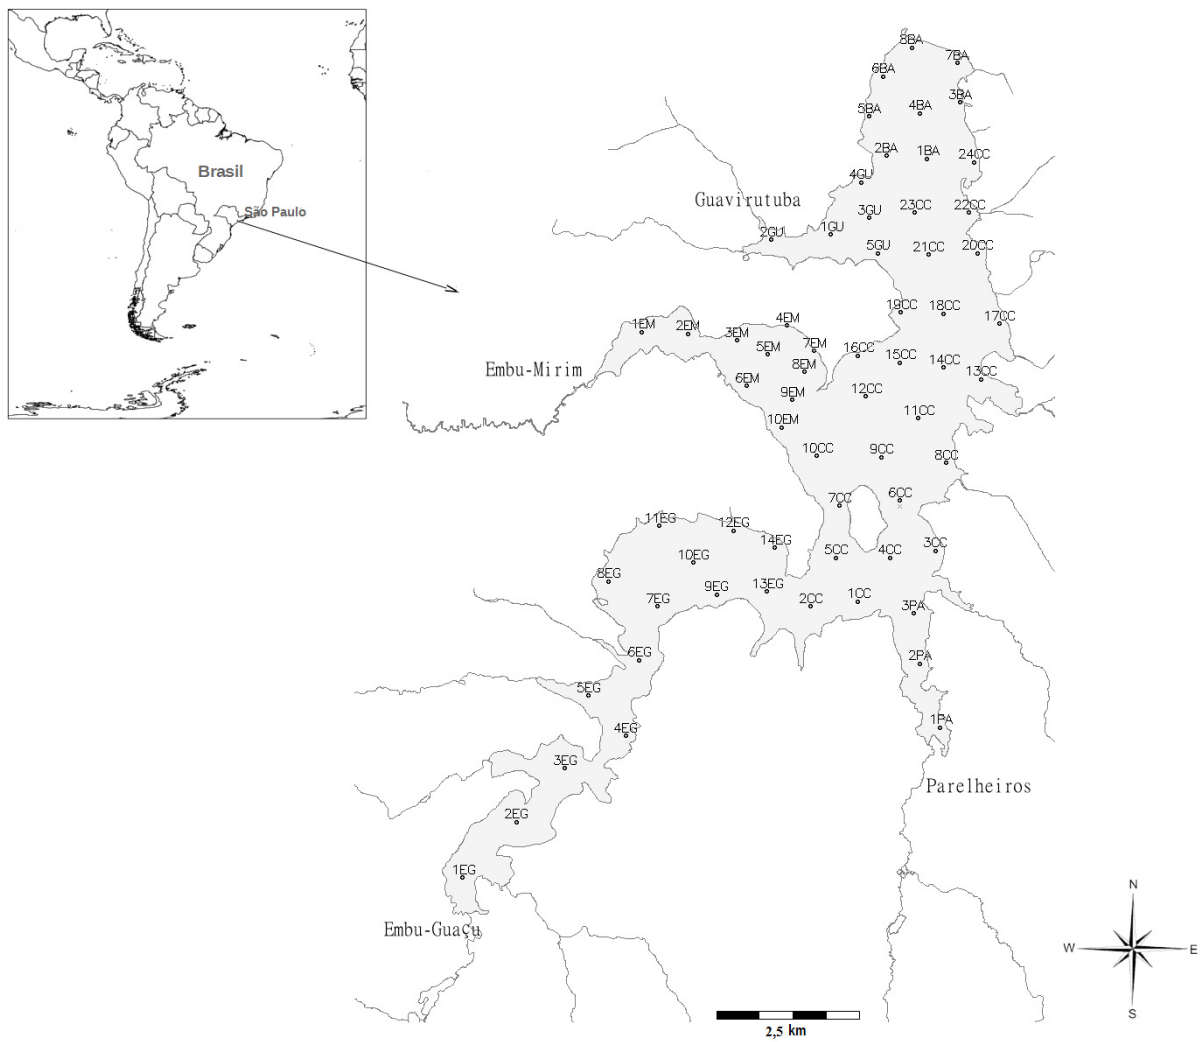 Brasil
São Paulo
8BA
7BA
6BA
3BA
4BA
5BA
2BA
1BA
24CC
4GU
Guavirutuba
3GU
23CC
22CC
2GU
1GU
5GU
21CC
20CC
19CC
18CC
17CC
4EM
1EM
2EM
3EM
5EM
7EM
16CC
15CC
14CC
13CC
8EM
Embu-Mirim
6EM
9EM
12CC
11CC
10EM
10CC
9CC
8CC
7CC
6CC
11EG
12EG
14EG
10EG
5CC
4CC
3CC
8EG
9EG
13EG
7EG
2CC
1CC
3PA
6EG
2PA
5EG
4EG
1PA
3EG
Parelheiros
2EG
1EG
Embu-Guaçu
N
W
E
S
2,5 km